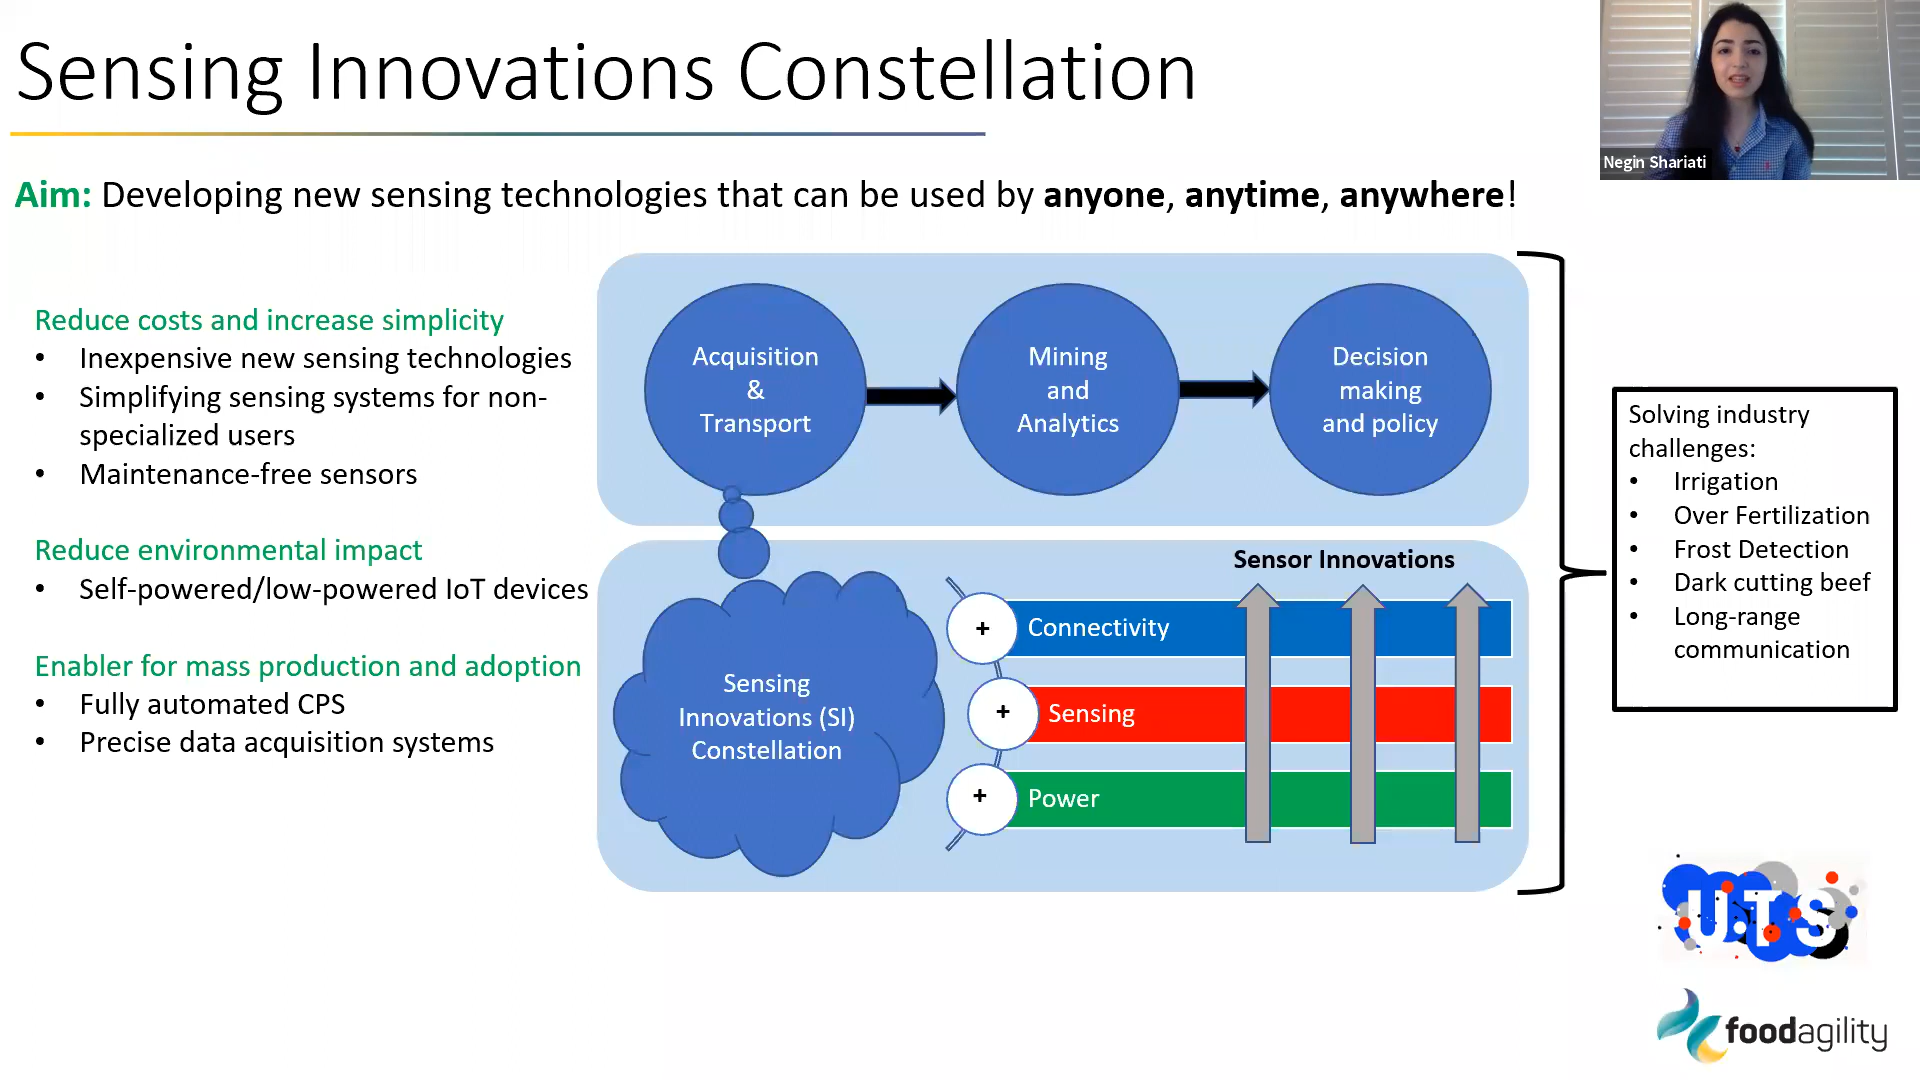 Sensing Innovations Constellation
Negin Shariati
Aim: Developing new sensing technologies that can be used by anyone, anytime, anywhere!
Reduce costs and increase simplicity
• Inexpensive new sensing technologies
• Simplifying sensing systems for non-
specialized users
• Maintenance-free sensors
Reduce environmental impact
• Self-powered/low-powered IoT devices
Enabler for mass production and adoption
• Fully automated CPS
• Precise data acquisition systems
Acquisition
&
Transport
Mining
and
Analytics
Decision
making
and policy
Sensing
Innovations (SI)
Constellation
Sensor Innovations
+ Connectivity
+ Sensing
+ Power
Solving industry
challenges:
• Irrigation
• Over Fertilization
• Frost Detection
• Dark cutting beef
• Long-range
communication
U.T.S
foodagility